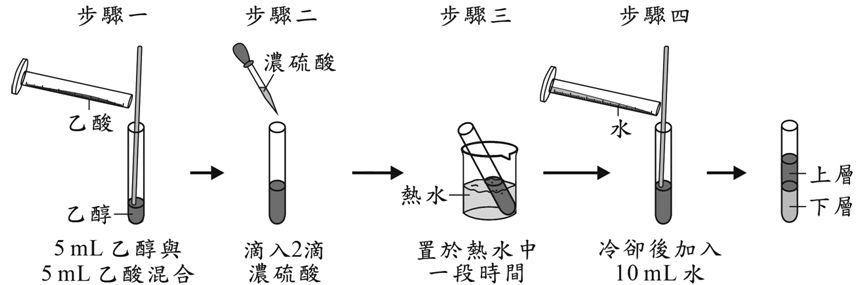 步驟一
步驟二
步驟三
步驟四
乙酸
濃硫酸
水
乙醇
熱水
上層
下層
5 mL 乙醇與
5 mL 乙酸混合
滴入2滴
濃硫酸
置於熱水中
一段時間
冷卻後加入
10 mL 水